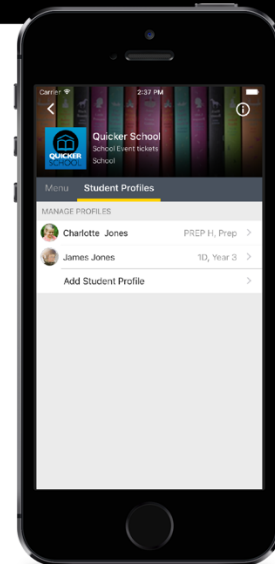 Carrier 2:37 PM
Quicker School
School Event tickets
School
QUICKER
SCHOOL
Menu Student Profiles
MANAGE PROFILES
Charlotte Jones PREP H, Prep
James Jones 1D, Year 3
Add Student Profile